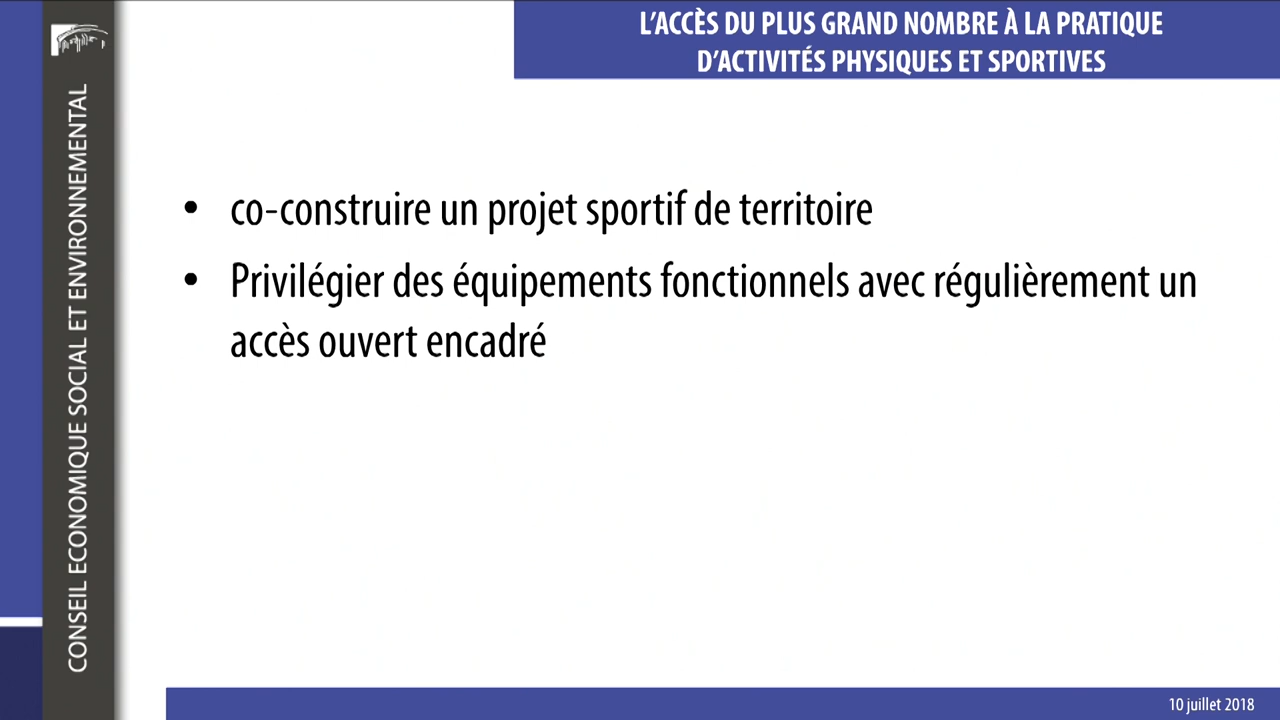 L'ACCÈS DU PLUS GRAND NOMBRE À LA PRATIQUE
D'ACTIVITÉS PHYSIQUES ET SPORTIVES
CONSEIL ECONOMIQUE SOCIAL ET ENVIRONNEMENTAL
• co-construire un projet sportif de territoire
• Privilégier des équipements fonctionnels avec régulièrement un
accès ouvert encadré
10 juillet 2018